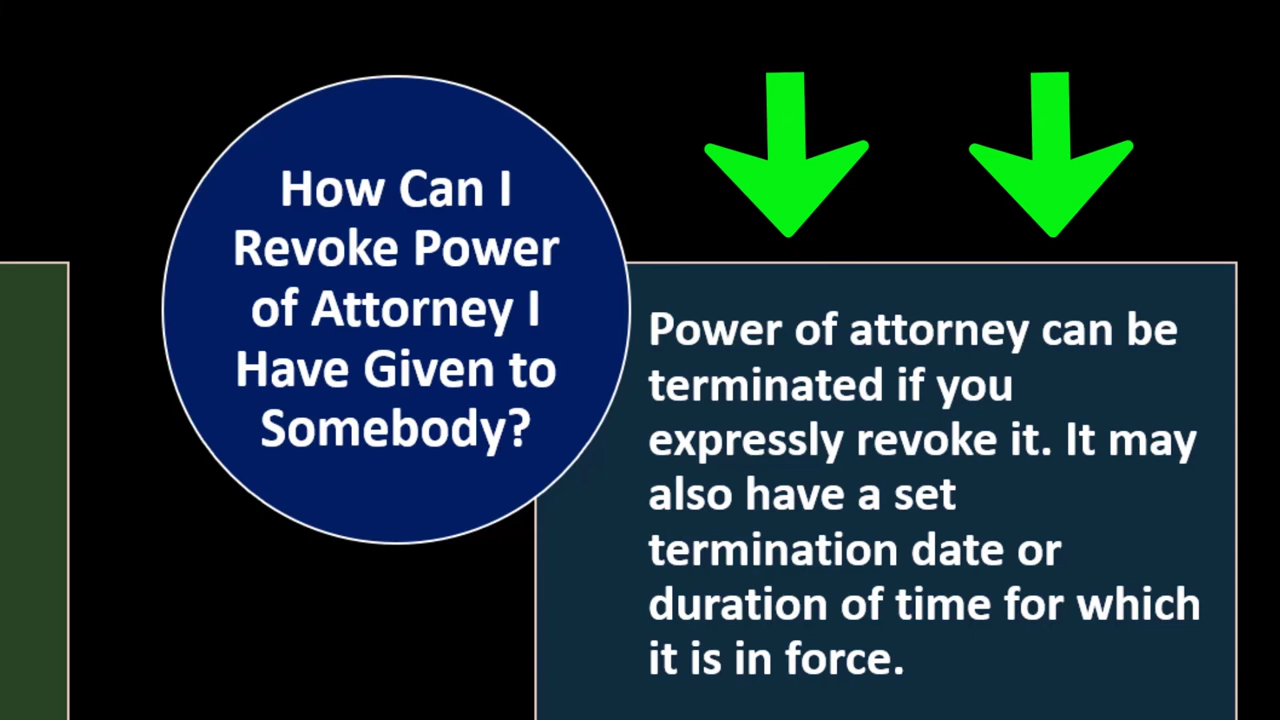 How Can I
Revoke Power
of Attorney I
Have Given to
Somebody?
Power of attorney can be
terminated if you
expressly revoke it. It may
also have a set
termination date or
duration of time for which
it is in force.